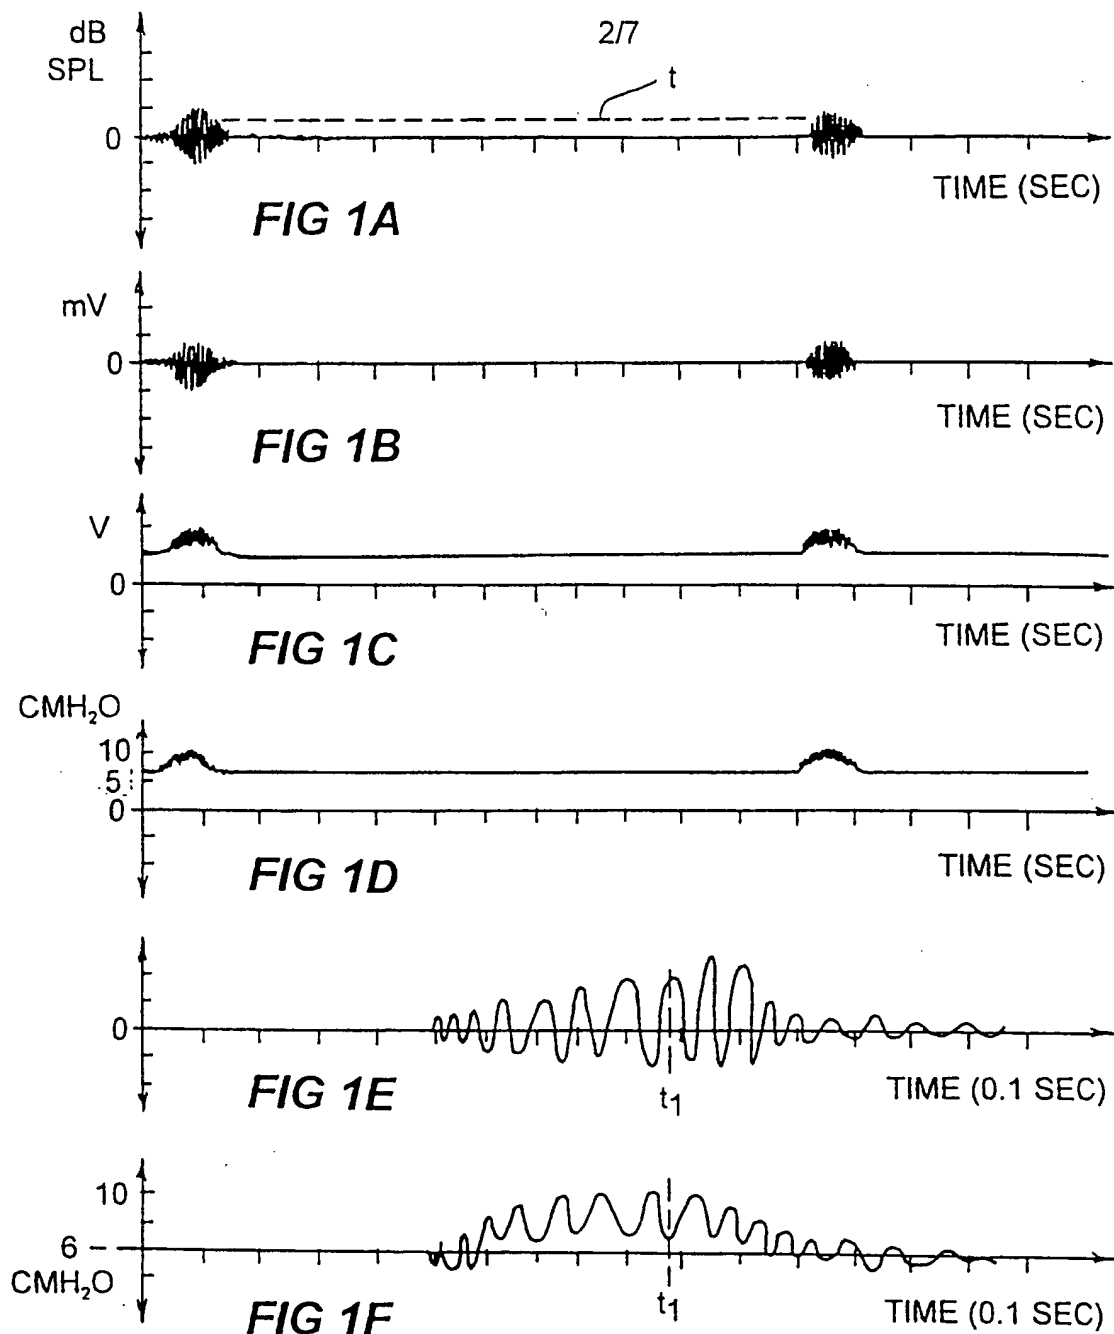 2/7
dB
SPL
t
0
TIME (SEC)
FIG 1A
mV
0
TIME (SEC)
FIG 1B
V
0
TIME (SEC)
FIG 1C
CMH₂O
10
5
0
TIME (SEC)
FIG 1D
0
t₁
TIME (0.1 SEC)
FIG 1E
10
6
CMH₂O
t₁
TIME (0.1 SEC)
FIG 1F